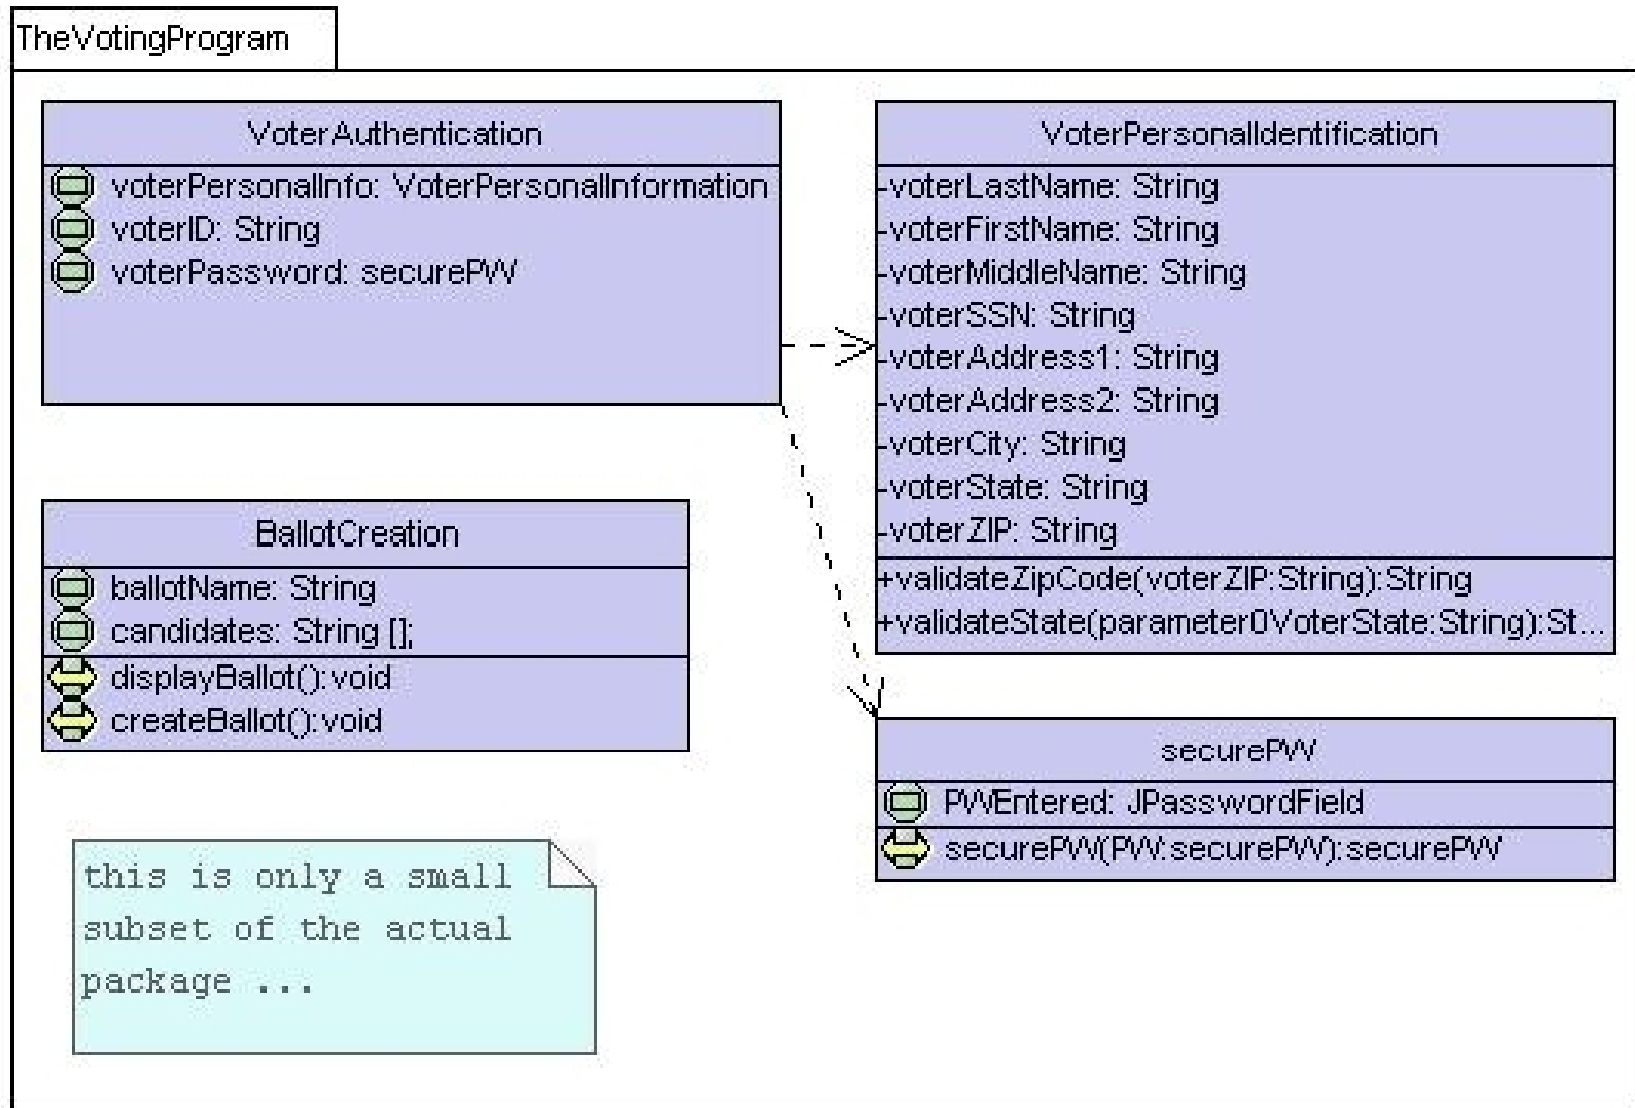 TheVotingProgram
VoterAuthentication
voterPersonalInfo: VoterPersonalInformation
voterID: String
voterPassword: securePW
VoterPersonalIdentification
-voterLastName: String
-voterFirstName: String
-voterMiddleName: String
-voterSSN: String
-voterAddress1: String
-voterAddress2: String
-voterCity: String
-voterState: String
-voterZIP: String
+validateZipCode(voterZIP:String):String
+validateState(parameter0VoterState:String):St...
BallotCreation
ballotName: String
candidates: String [];
displayBallot():void
createBallot():void
securePW
PWEntered: JPasswordField
securePW(PW:securePW):securePW
this is only a small
subset of the actual
package ...